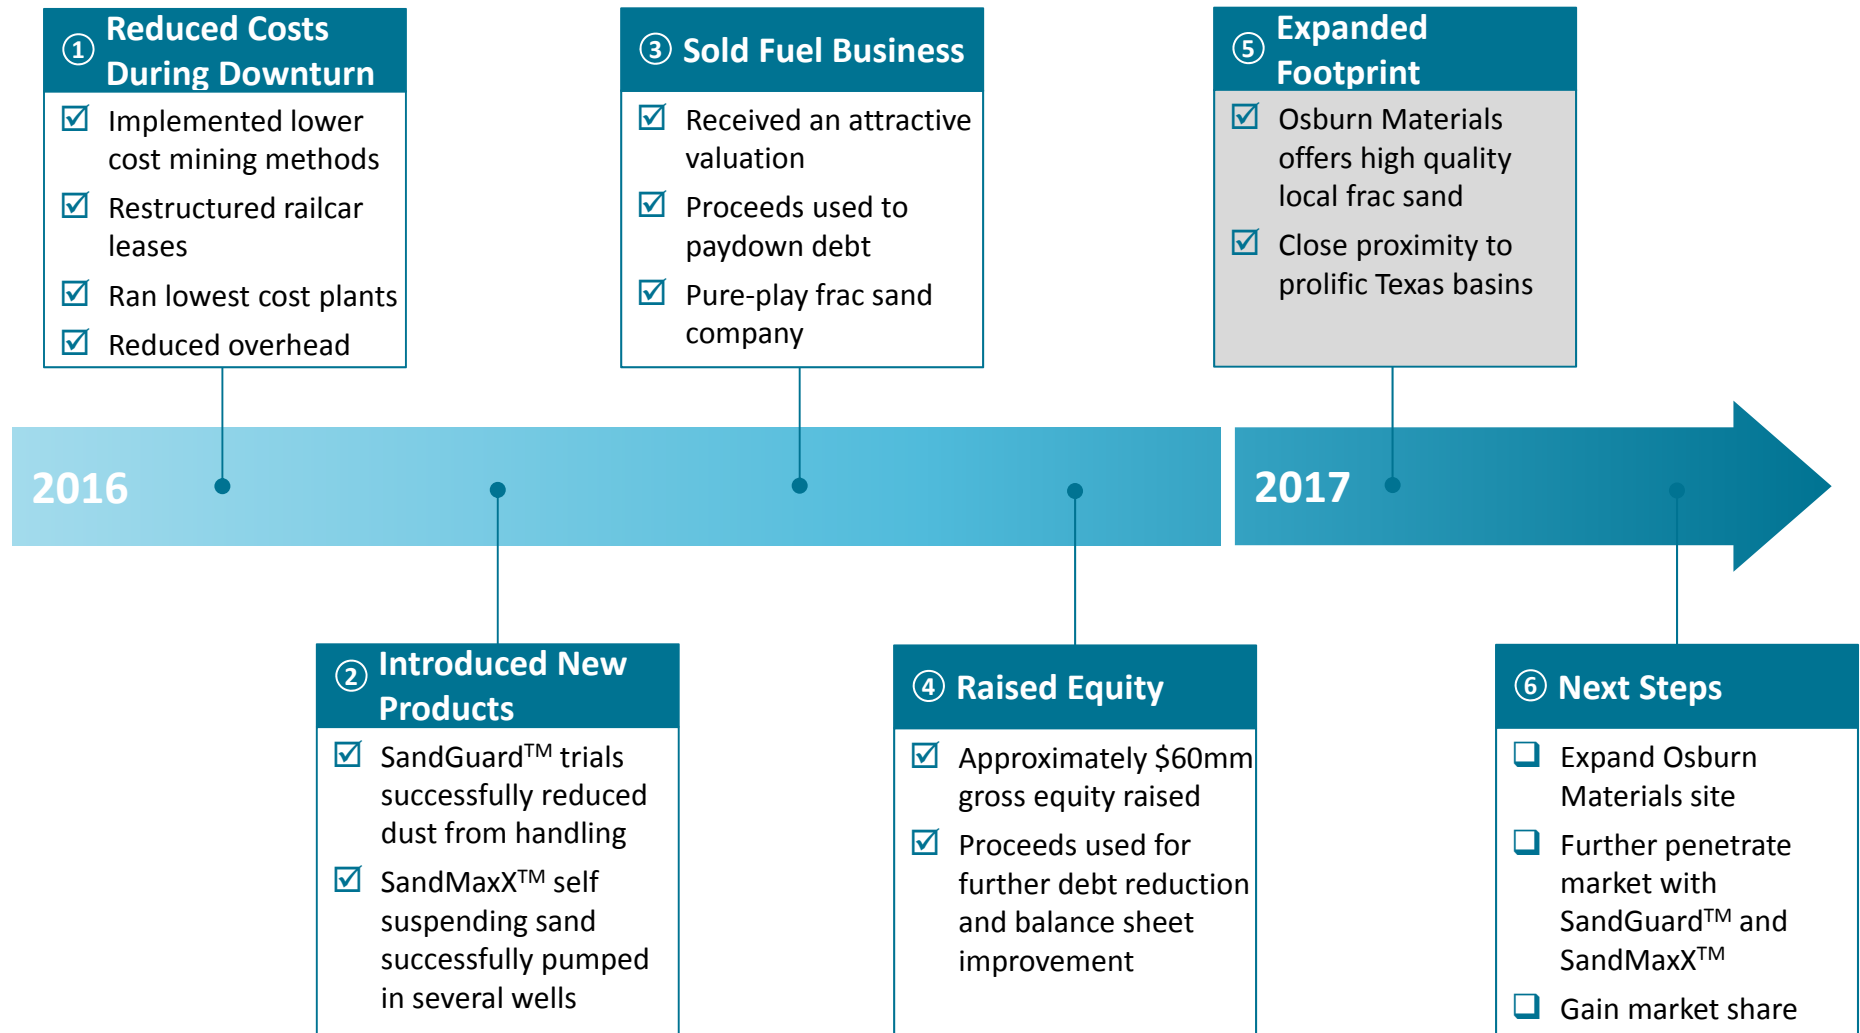 ① Reduced Costs
During Downturn
☑ Implemented lower
cost mining methods
☑ Restructured railcar
leases
☑ Ran lowest cost plants
☑ Reduced overhead
③ Sold Fuel Business
☑ Received an attractive
valuation
☑ Proceeds used to
paydown debt
☑ Pure-play frac sand
company
⑤ Expanded
Footprint
☑ Osburn Materials
offers high quality
local frac sand
☑ Close proximity to
prolific Texas basins
2016
2017
② Introduced New
Products
☑ SandGuard™ trials
successfully reduced
dust from handling
☑ SandMaxX™ self
suspending sand
successfully pumped
in several wells
④ Raised Equity
☑ Approximately $60mm
gross equity raised
☑ Proceeds used for
further debt reduction
and balance sheet
improvement
⑥ Next Steps
❑ Expand Osburn
Materials site
❑ Further penetrate
market with
SandGuard™ and
SandMaxX™
❑ Gain market share